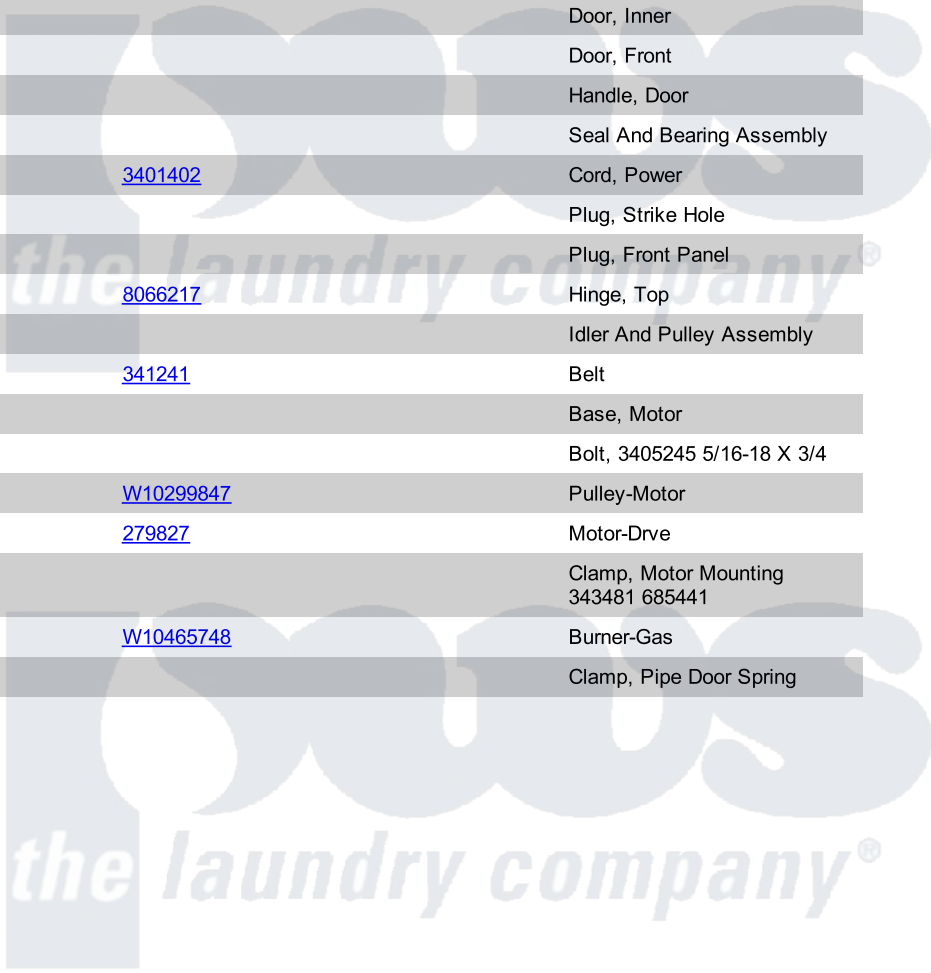 Door, Inner
Door, Front
Handle, Door
Seal And Bearing Assembly
3401402 Cord, Power
Plug, Strike Hole
Plug, Front Panel
8066217 Hinge, Top
Idler And Pulley Assembly
341241 Belt
Base, Motor
Bolt, 3405245 5/16-18 X 3/4
W10299847 Pulley-Motor
279827 Motor-Drve
Clamp, Motor Mounting
343481 685441
W10465748 Burner-Gas
Clamp, Pipe Door Spring
pws
the laundry company®
pws
the laundry company®